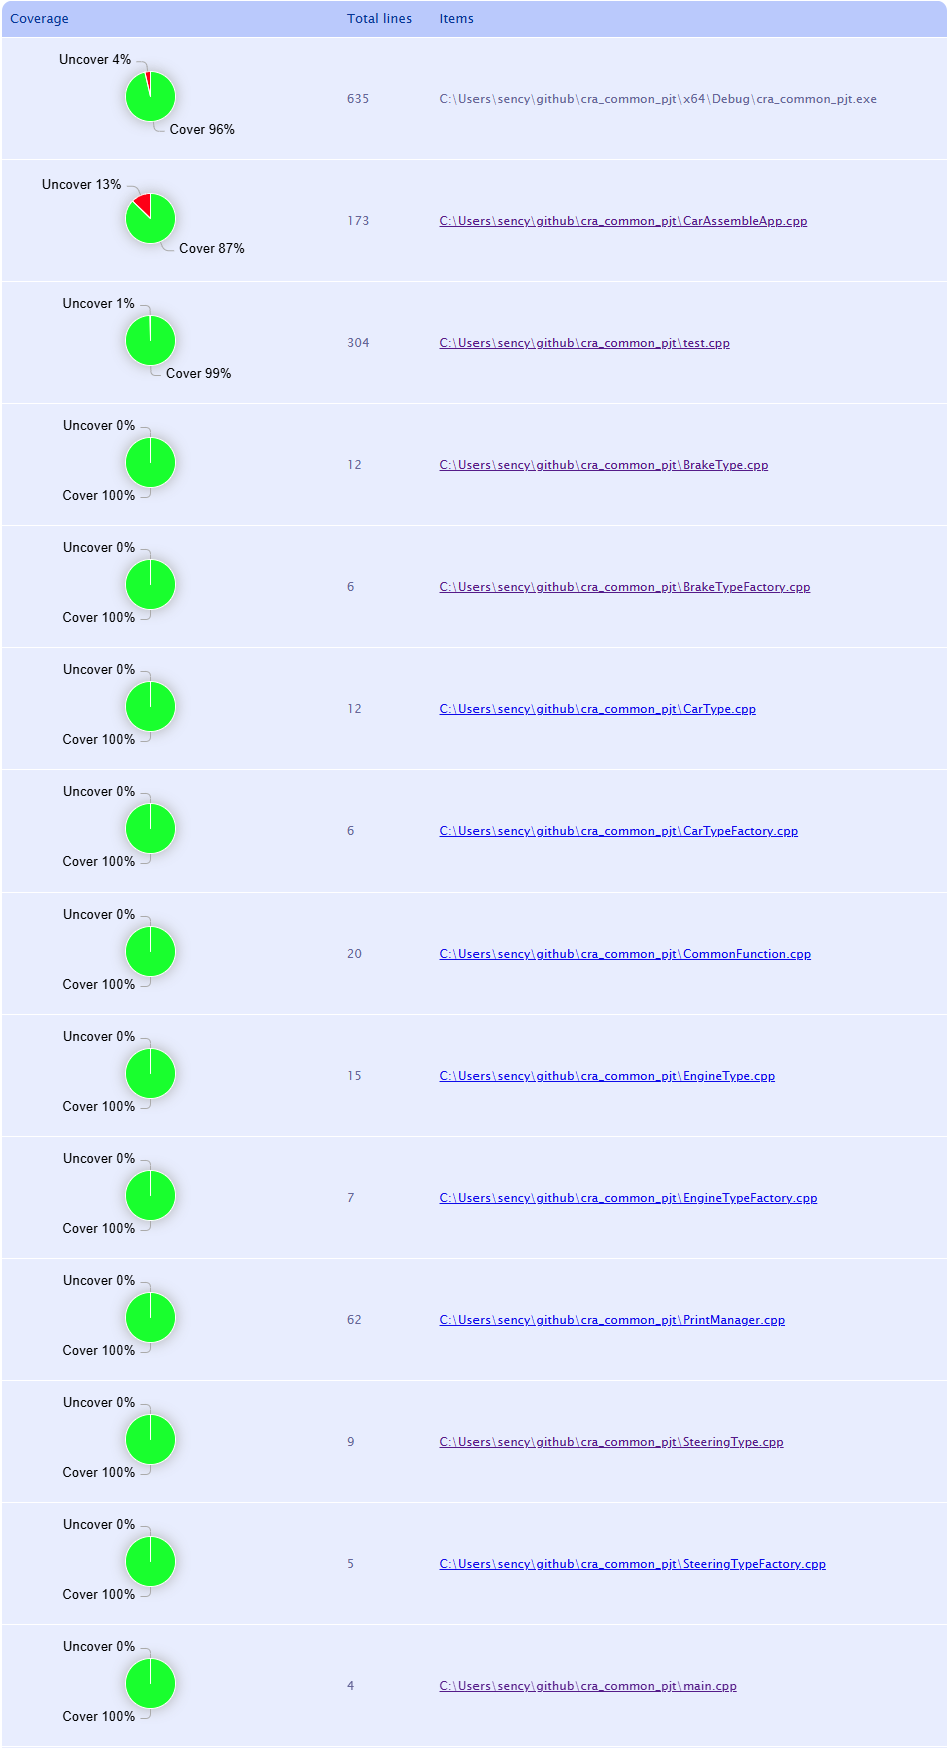 Coverage Total lines Items
Uncover 4%
635 C:\Users\sency\github\cra_common_pjt\x64\Debug\cra_common_pjt.exe
Cover 96%
Uncover 13%
173 C:\Users\sency\github\cra_common_pjt\CarAssembleApp.cpp
Cover 87%
Uncover 1%
304 C:\Users\sency\github\cra_common_pjt\test.cpp
Cover 99%
Uncover 0%
12 C:\Users\sency\github\cra_common_pjt\BrakeType.cpp
Cover 100%
Uncover 0%
6 C:\Users\sency\github\cra_common_pjt\BrakeTypeFactory.cpp
Cover 100%
Uncover 0%
12 C:\Users\sency\github\cra_common_pjt\CarType.cpp
Cover 100%
Uncover 0%
6 C:\Users\sency\github\cra_common_pjt\CarTypeFactory.cpp
Cover 100%
Uncover 0%
20 C:\Users\sency\github\cra_common_pjt\CommonFunction.cpp
Cover 100%
Uncover 0%
15 C:\Users\sency\github\cra_common_pjt\EngineType.cpp
Cover 100%
Uncover 0%
7 C:\Users\sency\github\cra_common_pjt\EngineTypeFactory.cpp
Cover 100%
Uncover 0%
62 C:\Users\sency\github\cra_common_pjt\PrintManager.cpp
Cover 100%
Uncover 0%
9 C:\Users\sency\github\cra_common_pjt\SteeringType.cpp
Cover 100%
Uncover 0%
5 C:\Users\sency\github\cra_common_pjt\SteeringTypeFactory.cpp
Cover 100%
Uncover 0%
4 C:\Users\sency\github\cra_common_pjt\main.cpp
Cover 100%